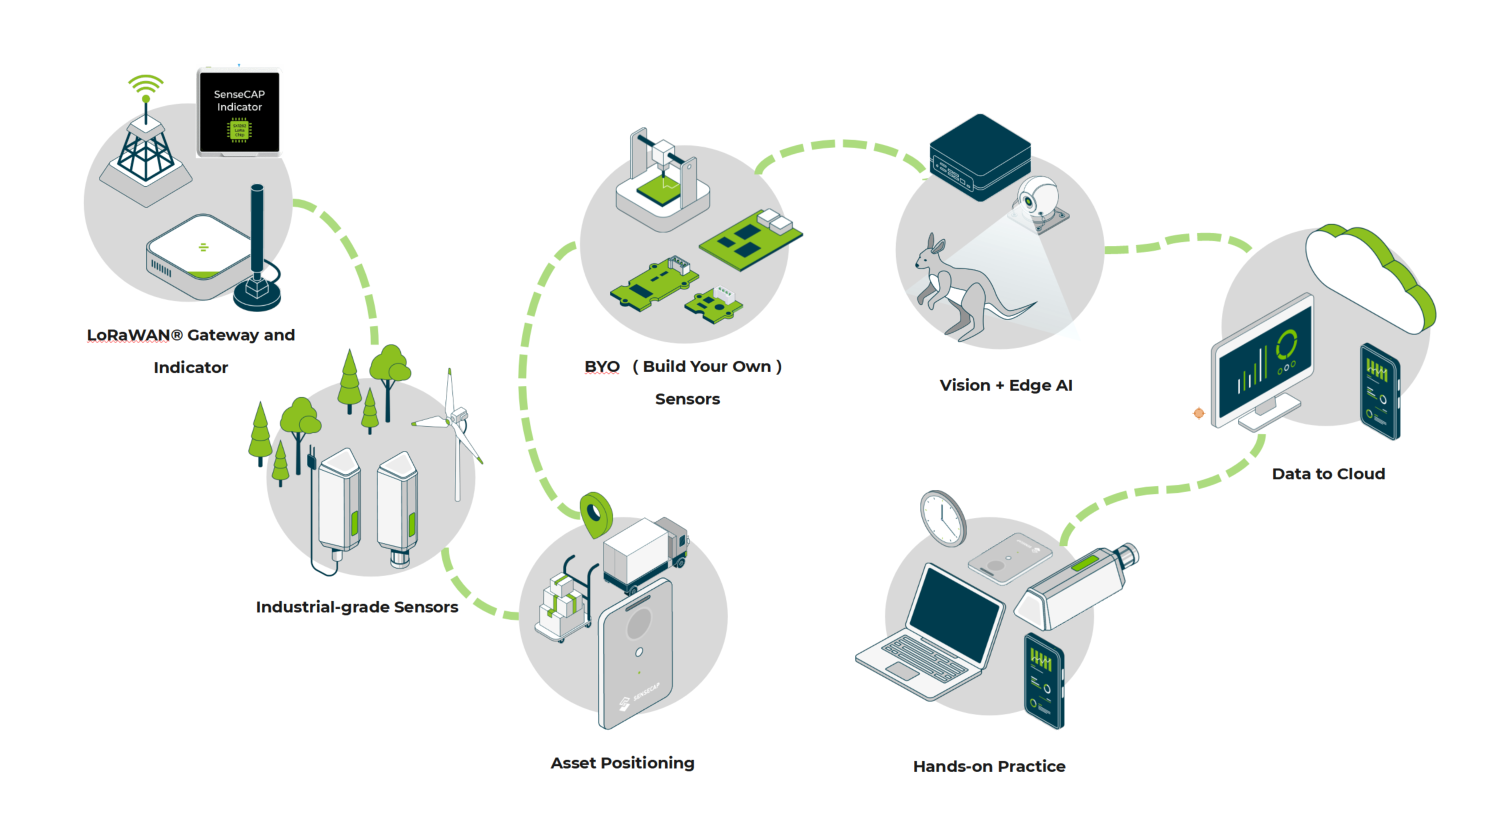 SenseCAP
Indicator
LoRaWAN® Gateway and
Indicator
Industrial-grade Sensors
SENSECAP
Asset Positioning
BYO ( Build Your Own )
Sensors
Vision + Edge AI
Data to Cloud
Hands-on Practice